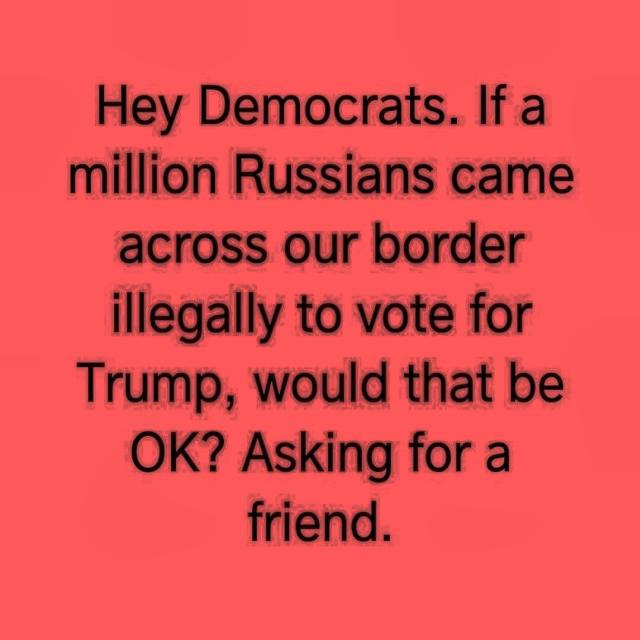 Hey Democrats. If a
million Russians came
across our border
illegally to vote for
Trump, would that be
OK? Asking for a
friend.